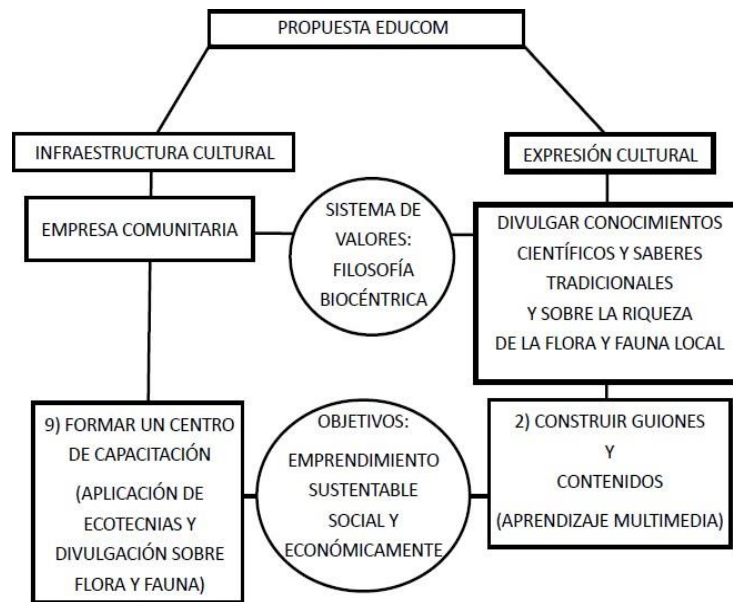 PROPUESTA EDUCOM
INFRAESTRUCTURA CULTURAL
EXPRESIÓN CULTURAL
EMPRESA COMUNITARIA
SISTEMA DE
VALORES:
FILOSOFÍA
BIOCÉNTRICA
DIVULGAR CONOCIMIENTOS
CIENTÍFICOS Y SABERES
TRADICIONALES
Y SOBRE LA RIQUEZA
DE LA FLORA Y FAUNA LOCAL
9) FORMAR UN CENTRO
DE CAPACITACIÓN
(APLICACIÓN DE
ECOTECNIAS Y
DIVULGACIÓN SOBRE
FLORA Y FAUNA)
OBJETIVOS:
EMPRENDIMIENTO
SUSTENTABLE
SOCIAL Y
ECONÓMICAMENTE
2) CONSTRUIR GUIONES
Y
CONTENIDOS
(APRENDIZAJE MULTIMEDIA)